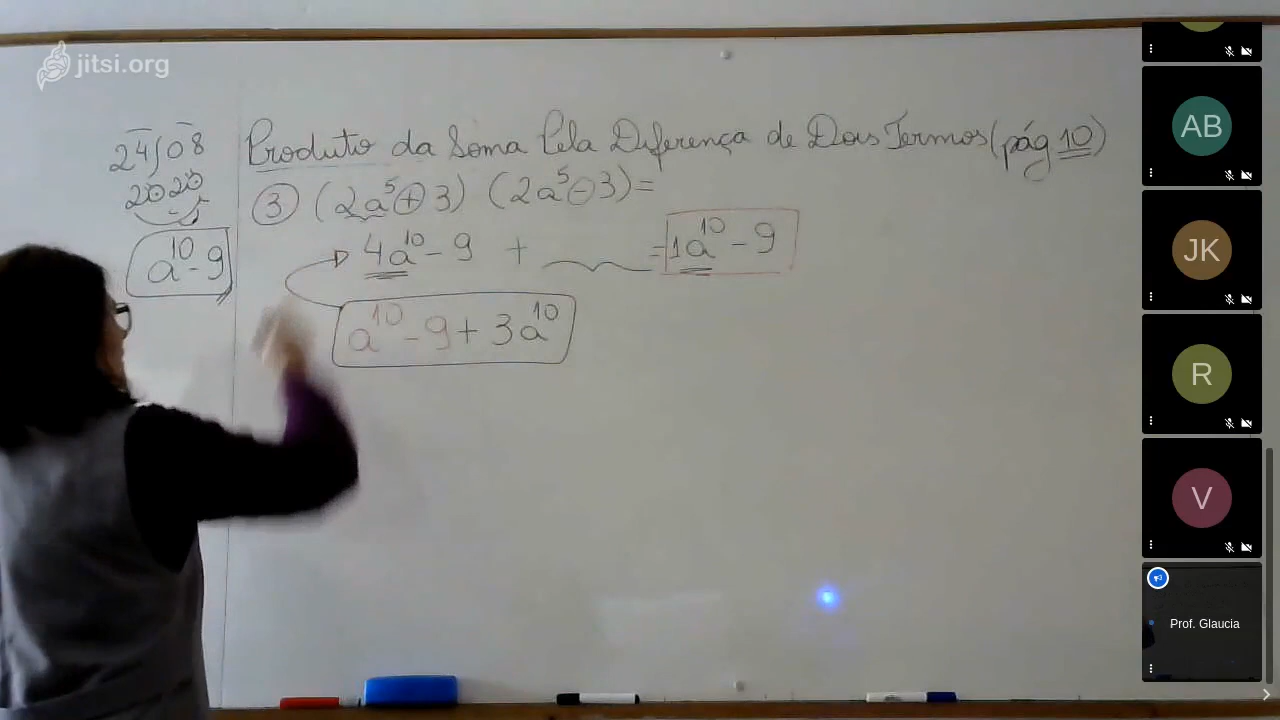 jitsi.org
24/08
2020
a¹⁰-9
Produto da Soma Pela Diferença de Dois Termos (pág 10)
③ (2a⁵+3) (2a⁵-3)=
4a¹⁰-9 + = 1a¹⁰-9
a¹⁰-9+3a¹⁰
AB
JK
R
V
Prof. Glaucia